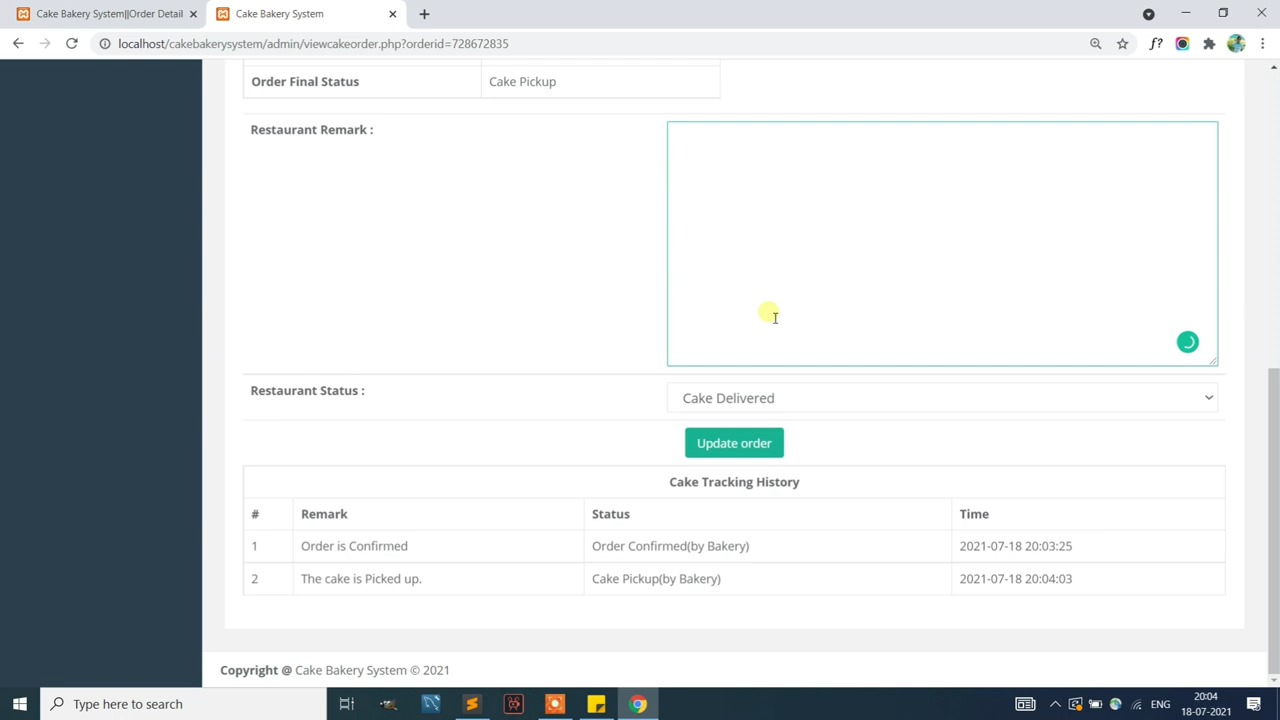 Cake Bakery System||Order Detail
Cake Bakery System
localhost/cakebakerysystem/admin/viewcakeorder.php?orderid=728672835
f?
Order Final Status Cake Pickup
Restaurant Remark :
Restaurant Status : Cake Delivered
Update order
Cake Tracking History
# Remark Status Time
1 Order is Confirmed Order Confirmed(by Bakery) 2021-07-18 20:03:25
2 The cake is Picked up. Cake Pickup(by Bakery) 2021-07-18 20:04:03
Copyright @ Cake Bakery System © 2021
Type here to search
ENG
20:04
18-07-2021